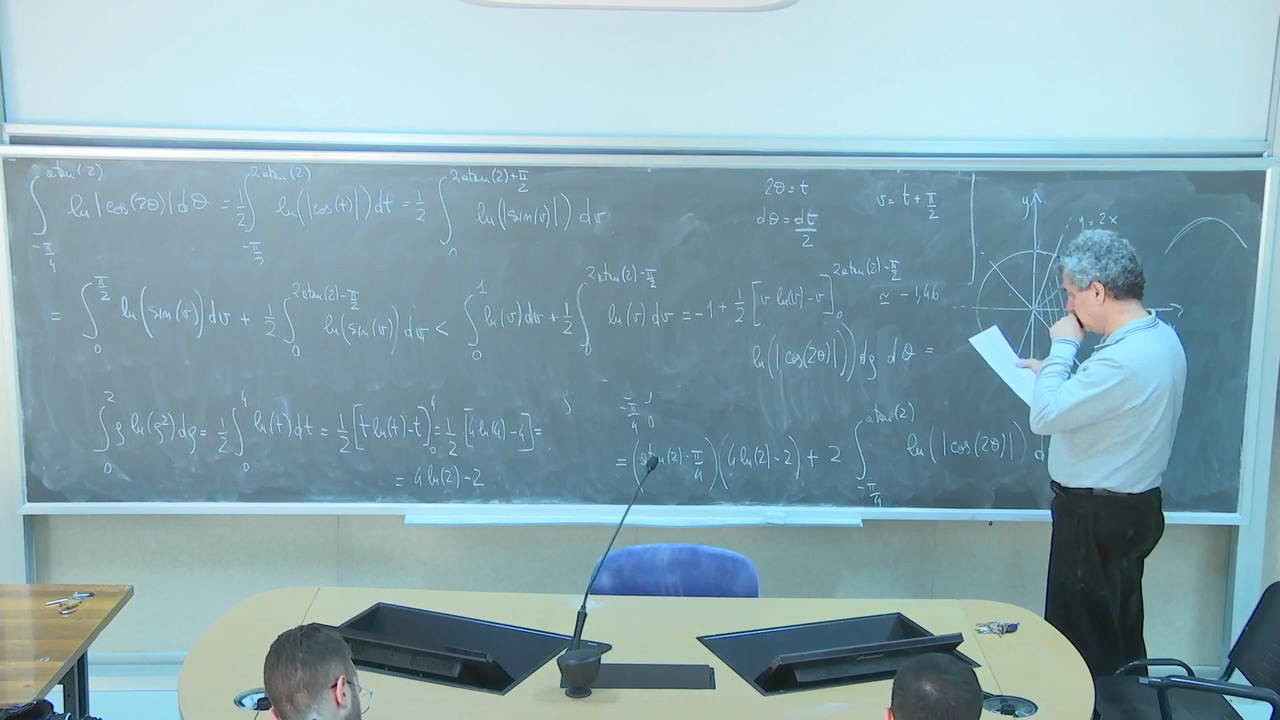 ∫_{-π/4}^{atan(2)} ln|cos(2θ)|dθ = 1/2 ∫_{-π/2}^{2atan(2)} ln(|cos(t)|)dt = 1/2 ∫_0^{2atan(2)+π/2} ln(|sin(v)|)dv
2θ=t
dθ=dt/2
v=t+π/2
y
y=2x
= ∫_0^{π/2} ln(sin(v))dv + 1/2 ∫_0^{2atan(2)-π/2} ln(sin(v))dv < ∫_0^1 ln(v)dv + 1/2 ∫_0^{2atan(2)-π/2} ln(v)dv = -1 + 1/2 [v ln(v) - v]_0^{2atan(2)-π/2} ≃ -1,46
ln(|cos(2θ)|)dρ dθ =
∫_0^2 ρ ln(ρ²)dρ = 1/2 ∫_0^4 ln(t)dt = 1/2 [t ln(t) - t]_0^4 = 1/2 [4 ln(4) - 4] =
= 4 ln(2) - 2
-π/4 0
= (atan(2) - π/4)(4 ln(2) - 2) + 2 ∫_{-π/4}^{atan(2)} ln(|cos(2θ)|) d